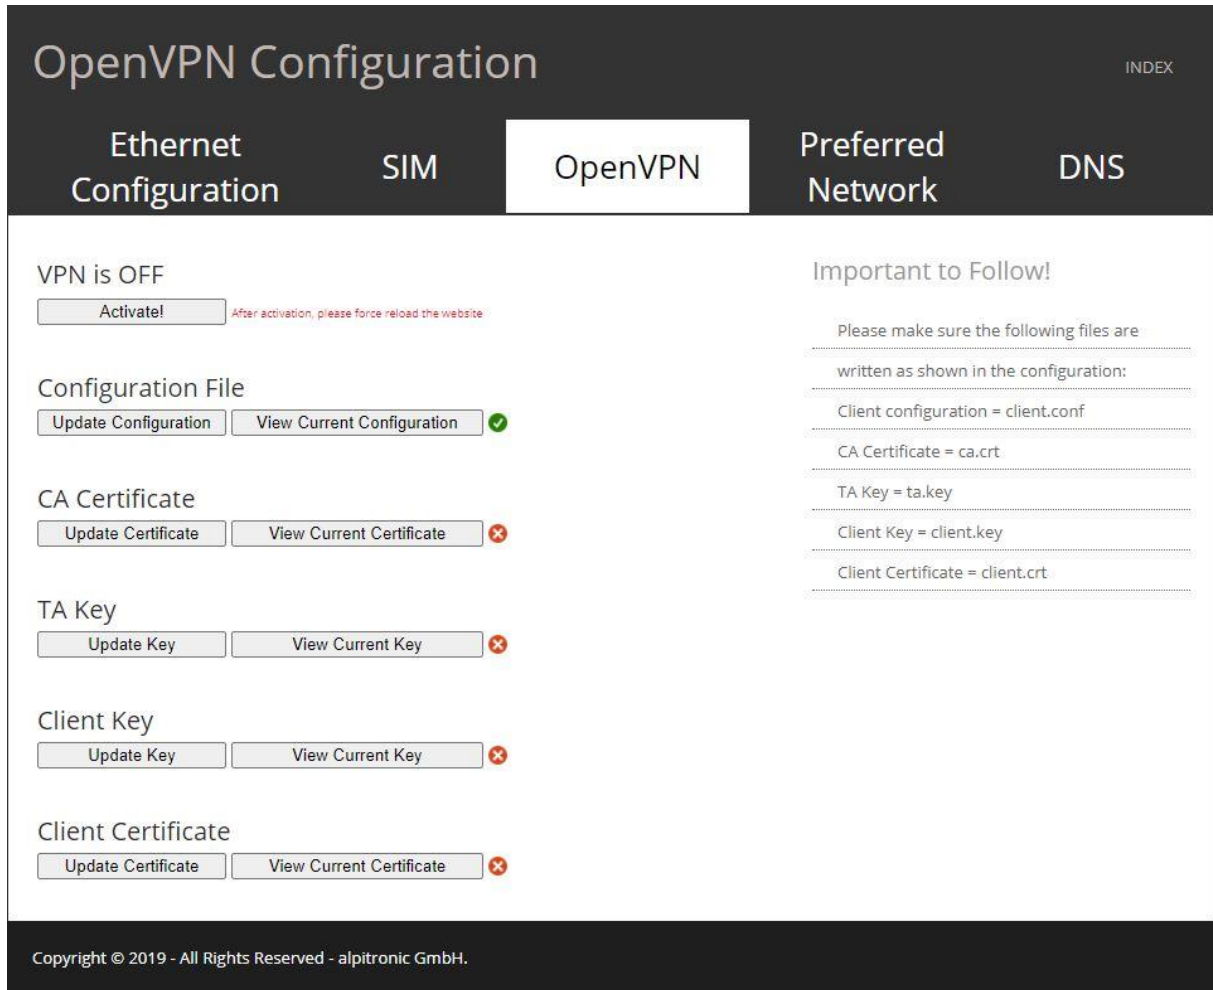 OpenVPN Configuration
INDEX
Ethernet
Configuration
SIM
OpenVPN
Preferred
Network
DNS
VPN is OFF
Activate!
After activation, please force reload the website
Configuration File
Update Configuration
View Current Configuration
CA Certificate
Update Certificate
View Current Certificate
TA Key
Update Key
View Current Key
Client Key
Update Key
View Current Key
Client Certificate
Update Certificate
View Current Certificate
Important to Follow!
Please make sure the following files are
written as shown in the configuration:
Client configuration = client.conf
CA Certificate = ca.crt
TA Key = ta.key
Client Key = client.key
Client Certificate = client.crt
Copyright © 2019 - All Rights Reserved - alpitronic GmbH.